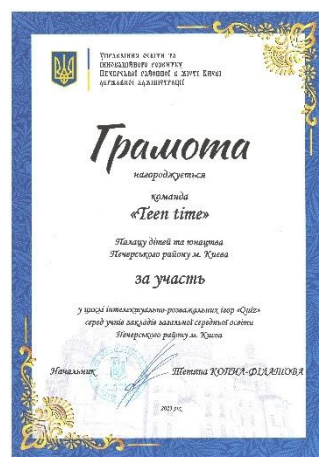 Управління освіти та
інноваційного розвитку
Печерської районної в місті Києві
державної адміністрації
Грамота
нагороджується
команда
«Teen time»
Палацу дітей та юнацтва
Печерського району м. Києва
за участь
у циклі інтелектуально-розважальних ігор «Quiz»
серед учнів закладів загальної середньої освіти
Печерського району м. Києва
Начальник Тетяна КОПНА-ФІЛАТОВА
2023 рік